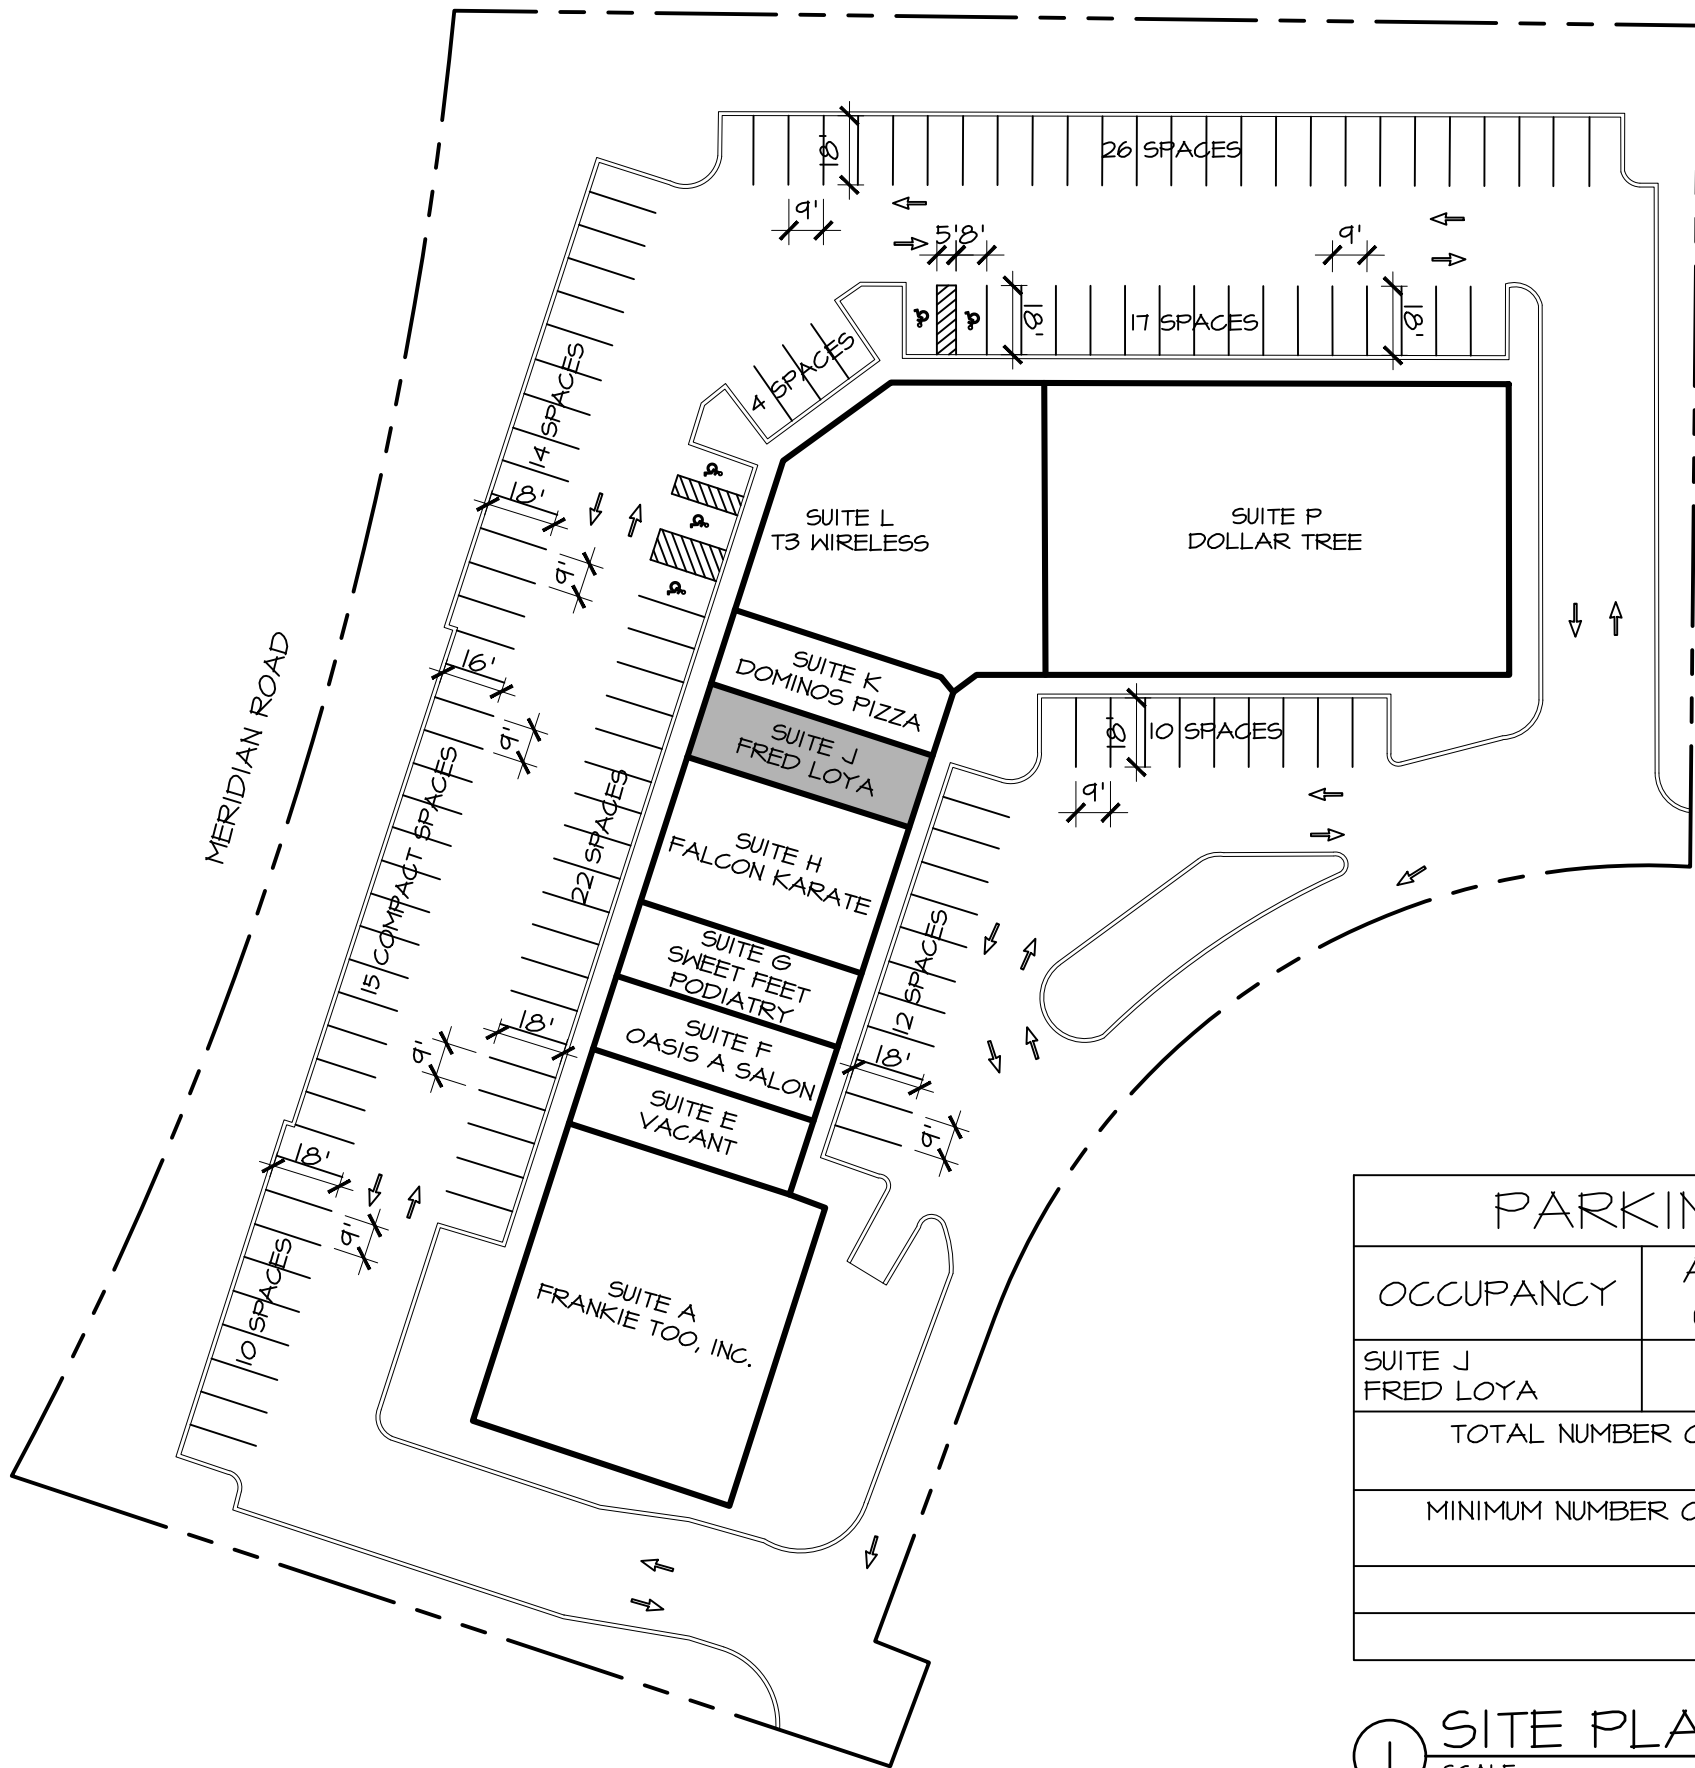 18'
26 SPACES
9'
5'
8'
9'
18'
17 SPACES
18'
4 SPACES
14 SPACES
18'
9'
SUITE L
T3 WIRELESS
SUITE P
DOLLAR TREE
16'
9'
SUITE K
DOMINOS PIZZA
SUITE J
FRED LOYA
18'
10 SPACES
9'
MERIDIAN ROAD
15 COMPACT SPACES
22 SPACES
SUITE H
FALCON KARATE
SUITE G
SWEET FEET
PODIATRY
12 SPACES
SUITE F
OASIS A SALON
18'
9'
18'
9'
SUITE E
VACANT
18'
9'
10 SPACES
SUITE A
FRANKIE TOO, INC.
PARKIN
OCCUPANCY
SUITE J
FRED LOYA
TOTAL NUMBER
MINIMUM NUMBER
1
SITE PLA